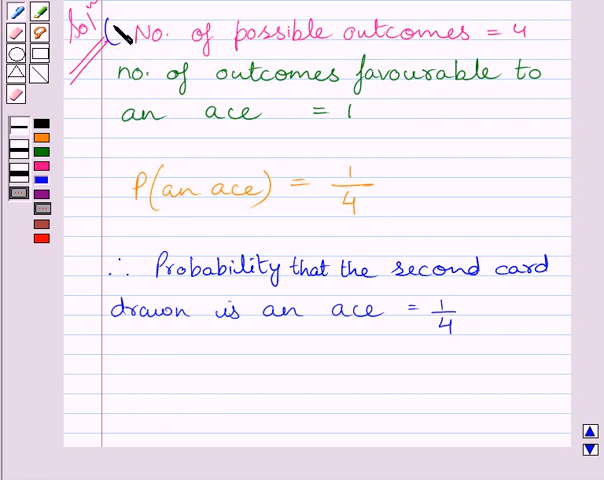 Solⁿ ( No. of possible outcomes = 4
no. of outcomes favourable to
an ace = 1
P(an ace) = 1/4
∴ Probability that the second card
drawn is an ace = 1/4